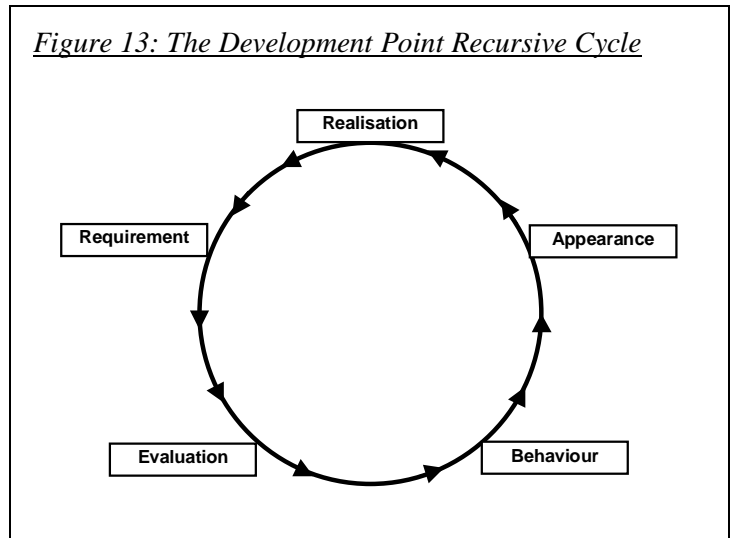 Figure 13: The Development Point Recursive Cycle
Realisation
Requirement
Appearance
Evaluation
Behaviour